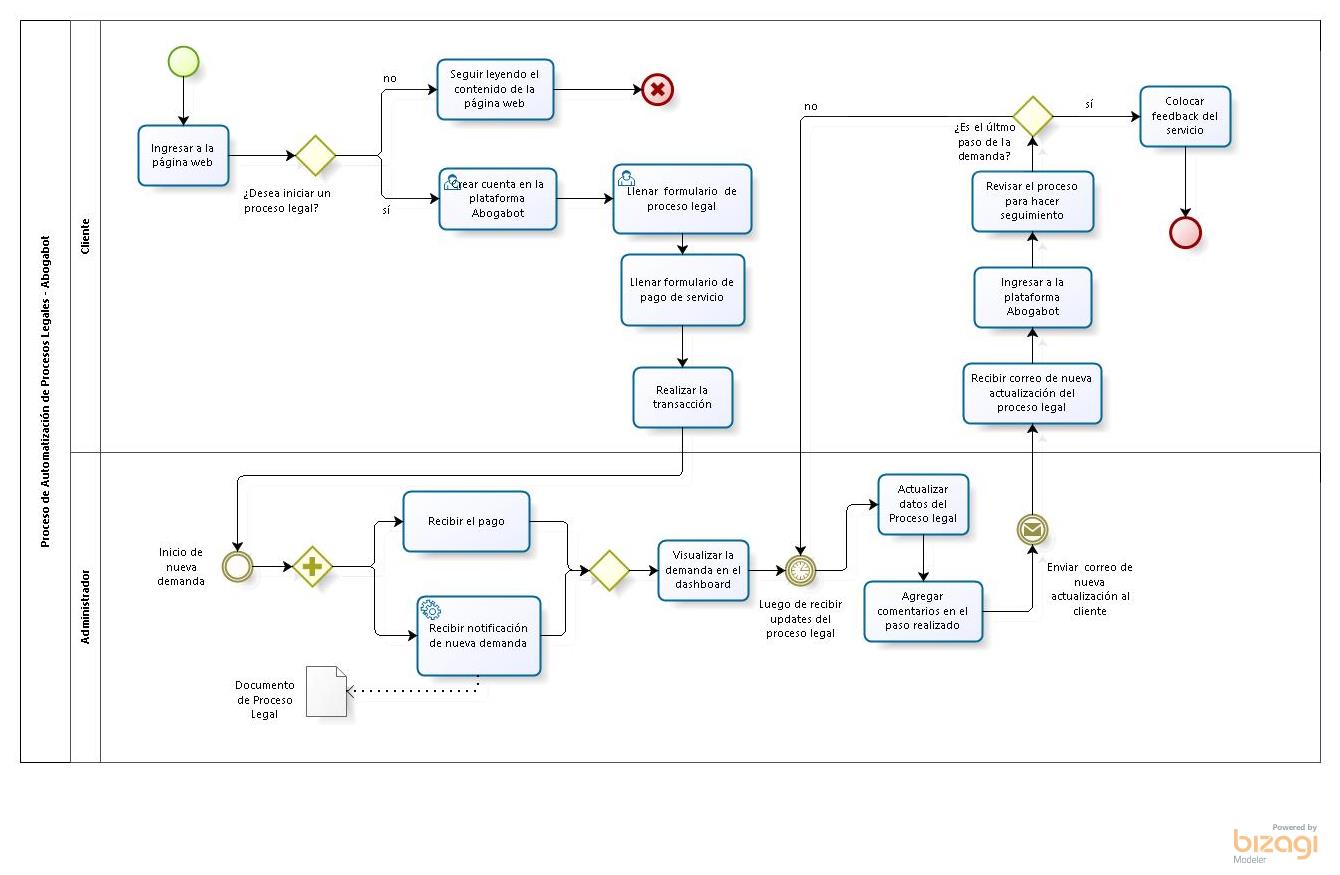 Proceso de Automatización de Procesos Legales - Abogabot
Cliente
Ingresar a la
página web
¿Desea iniciar un
proceso legal?
no
Seguir leyendo el
contenido de la
página web
sí
Crear cuenta en la
plataforma
Abogabot
Llenar formulario de
proceso legal
Llenar formulario de
pago de servicio
Realizar la
transacción
no
¿Es el últmo
paso de la
demanda?
sí
Colocar
feedback del
servicio
Revisar el proceso
para hacer
seguimiento
Ingresar a la
plataforma
Abogabot
Recibir correo de nueva
actualización del
proceso legal
Administrador
Inicio de
nueva
demanda
Recibir el pago
Recibir notificación
de nueva demanda
Documento
de Proceso
Legal
Visualizar la
demanda en el
dashboard
Luego de recibir
updates del
proceso legal
Actualizar
datos del
Proceso legal
Agregar
comentarios en el
paso realizado
Enviar correo de
nueva
actualización al
cliente
Powered by
bizagi
Modeler